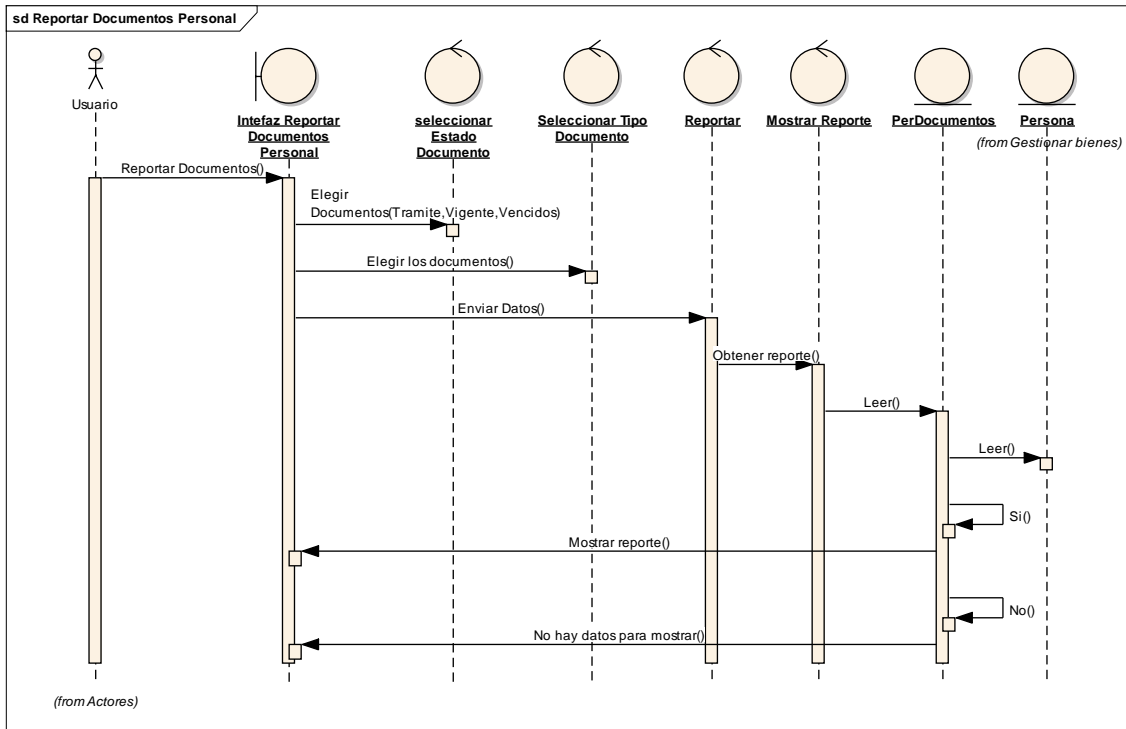 sd Reportar Documentos Personal
Usuario
Intefaz Reportar
Documentos
Personal
seleccionar
Estado
Documento
Seleccionar Tipo
Documento
Reportar
Mostrar Reporte
PerDocumentos
Persona
(from Gestionar bienes)
Reportar Documentos()
Elegir
Documentos(Tramite,Vigente,Vencidos)
Elegir los documentos()
Enviar Datos()
Obtener reporte()
Leer()
Leer()
Si()
Mostrar reporte()
No()
No hay datos para mostrar()
(from Actores)